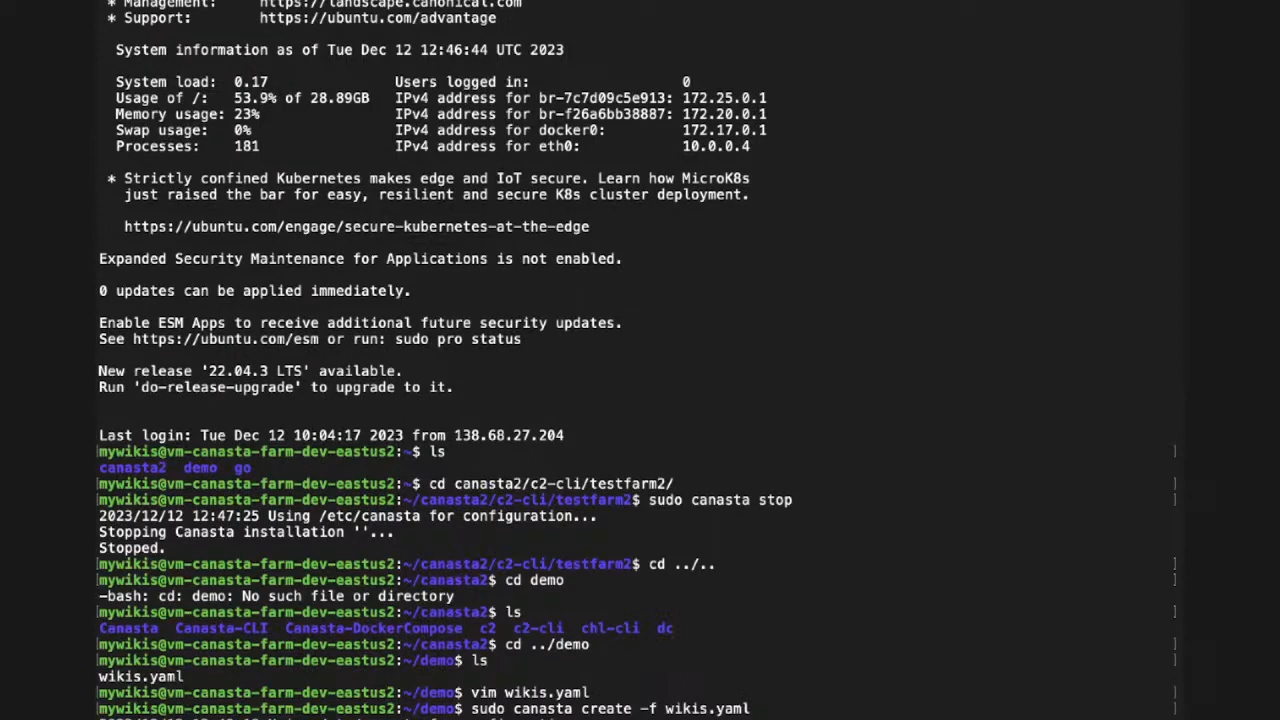 * Management:     https://landscape.canonical.com
* Support:        https://ubuntu.com/advantage
System information as of Tue Dec 12 12:46:44 UTC 2023
System load:  0.17               Users logged in:                  0
Usage of /:   53.9% of 28.89GB   IPv4 address for br-7c7d09c5e913: 172.25.0.1
Memory usage: 23%                IPv4 address for br-f26a6bb38887: 172.20.0.1
Swap usage:   0%                 IPv4 address for docker0:         172.17.0.1
Processes:    181                IPv4 address for eth0:            10.0.0.4
* Strictly confined Kubernetes makes edge and IoT secure. Learn how MicroK8s
just raised the bar for easy, resilient and secure K8s cluster deployment.
https://ubuntu.com/engage/secure-kubernetes-at-the-edge
Expanded Security Maintenance for Applications is not enabled.
0 updates can be applied immediately.
Enable ESM Apps to receive additional future security updates.
See https://ubuntu.com/esm or run: sudo pro status
New release '22.04.3 LTS' available.
Run 'do-release-upgrade' to upgrade to it.
Last login: Tue Dec 12 10:04:17 2023 from 138.68.27.204
[mywikis@vm-canasta-farm-dev-eastus2:~$ ls ]
canasta2  demo  go
[mywikis@vm-canasta-farm-dev-eastus2:~$ cd canasta2/c2-cli/testfarm2/ ]
[mywikis@vm-canasta-farm-dev-eastus2:~/canasta2/c2-cli/testfarm2$ sudo canasta stop ]
2023/12/12 12:47:25 Using /etc/canasta for configuration...
Stopping Canasta installation ''...
Stopped.
[mywikis@vm-canasta-farm-dev-eastus2:~/canasta2/c2-cli/testfarm2$ cd ../.. ]
[mywikis@vm-canasta-farm-dev-eastus2:~/canasta2$ cd demo ]
-bash: cd: demo: No such file or directory
[mywikis@vm-canasta-farm-dev-eastus2:~/canasta2$ ls ]
Canasta  Canasta-CLI  Canasta-DockerCompose  c2  c2-cli  chl-cli  dc
[mywikis@vm-canasta-farm-dev-eastus2:~/canasta2$ cd ../demo ]
[mywikis@vm-canasta-farm-dev-eastus2:~/demo$ ls ]
wikis.yaml
[mywikis@vm-canasta-farm-dev-eastus2:~/demo$ vim wikis.yaml ]
[mywikis@vm-canasta-farm-dev-eastus2:~/demo$ sudo canasta create -f wikis.yaml ]